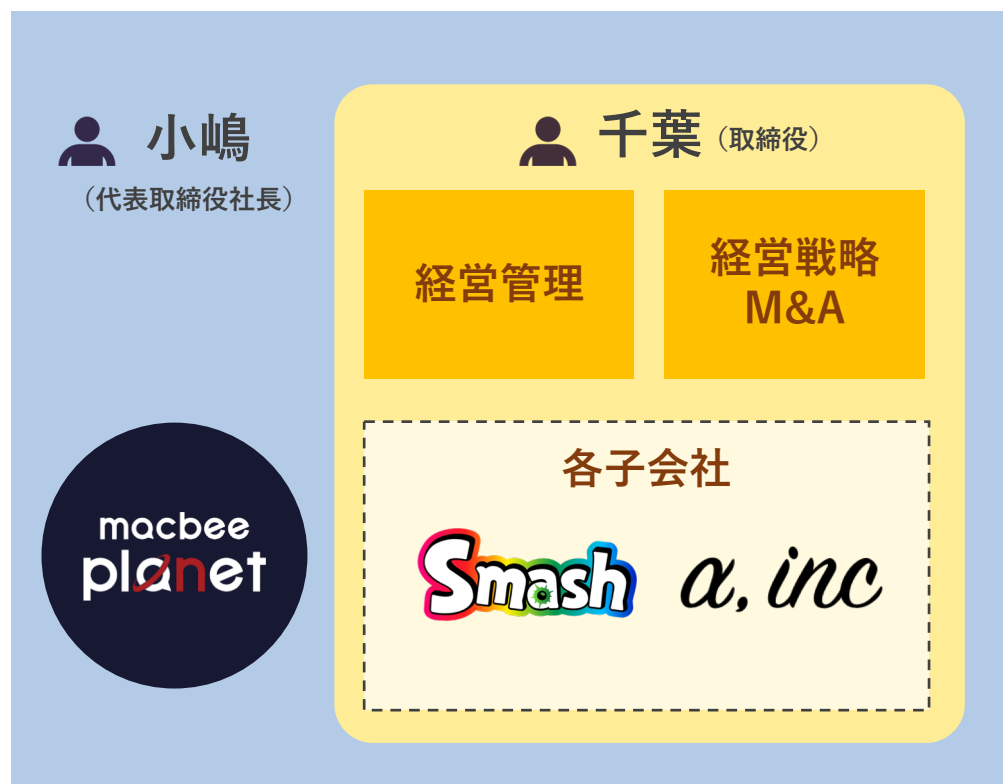 小嶋
（代表取締役社長）
千葉（取締役）
経営管理
経営戦略
M&A
各子会社
macbee
planet
Smash
α, inc